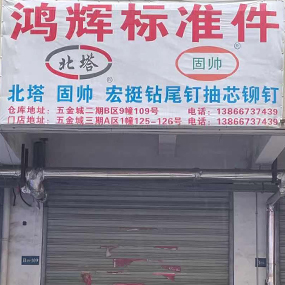 鸿辉标准件
北塔
固帅
北塔 固帅 宏挺钻尾钉抽芯铆钉
仓库地址：五金城二期B区9幢109号 电话：13866737439
门店地址：五金城三期A区1幢125-126号 电话：13866737439